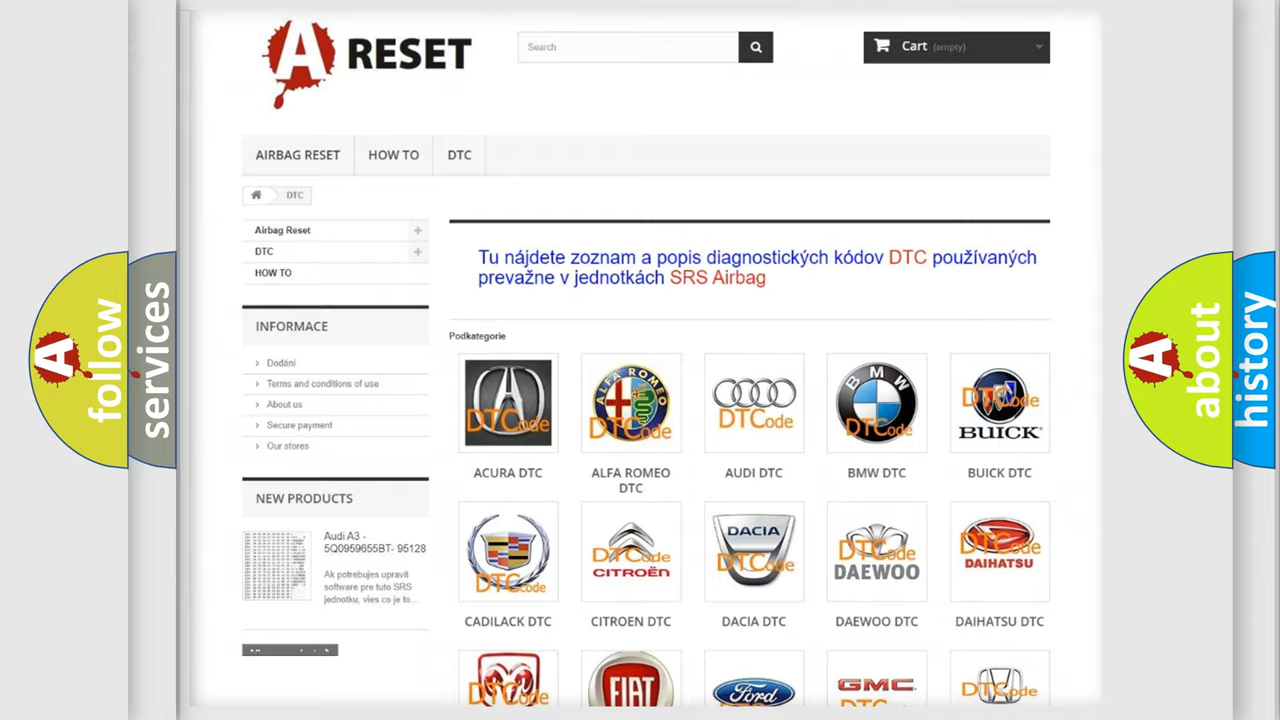 A RESET
Search
Cart (empty)
AIRBAG RESET
HOW TO
DTC
DTC
Airbag Reset
DTC
HOW TO
INFORMACE
Dodání
Terms and conditions of use
About us
Secure payment
Our stores
NEW PRODUCTS
Audi A3 -
5Q0959655BT- 95128
Ak potrebujes upravit
software pre tuto SRS
jednotku, vies co je to...
Tu nájdete zoznam a popis diagnostických kódov DTC používaných
prevažne v jednotkách SRS Airbag
Podkategorie
DTCode
ALFA ROMEO
DTCode
DTCode
BMW
DTCode
DTCode
BUICK
ACURA DTC
ALFA ROMEO
DTC
AUDI DTC
BMW DTC
BUICK DTC
DTCode
DTCode
CITROËN
DACIA
DTCode
DTCode
DAEWOO
DTCode
DAIHATSU
CADILACK DTC
CITROEN DTC
DACIA DTC
DAEWOO DTC
DAIHATSU DTC
DTCode
FIAT
Ford
GMC
DTCode
A follow
services
A about
history